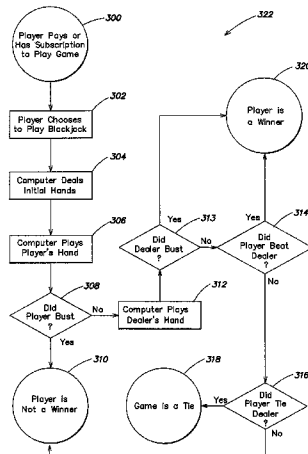 300
Player Pays or
Has Subscription
to Play Game
302
Player Chooses
to Play Blackjack
304
Computer Deals
Initial Hands
306
Computer Plays
Player's Hand
308
Did
Player Bust
?
No
Yes
310
Player is
Not a Winner
312
Computer Plays
Dealer's Hand
313
Did
Dealer Bust
?
Yes
No
314
Did
Player Beat
Dealer
?
Yes
No
316
Did
Player Tie
Dealer
?
Yes
No
318
Game is a Tie
320
Player is
a Winner
322